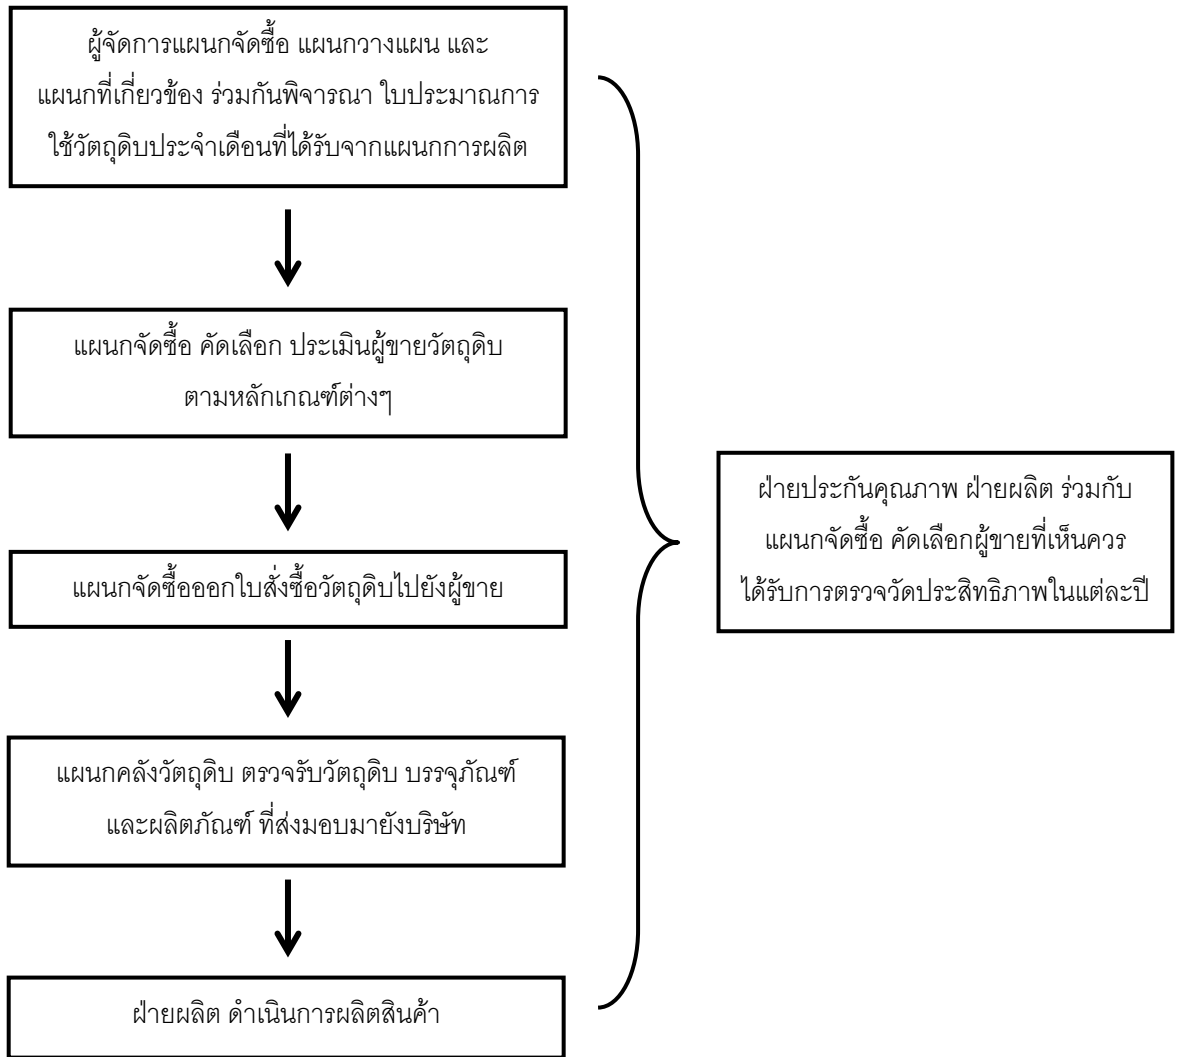 ผู้จัดการแผนกจัดซื้อ แผนกวางแผน และ
แผนกที่เกี่ยวข้อง ร่วมกันพิจารณา ใบประมาณการ
ใช้วัตถุดิบประจำเดือนที่ได้รับจากแผนกการผลิต
แผนกจัดซื้อ คัดเลือก ประเมินผู้ขายวัตถุดิบ
ตามหลักเกณฑ์ต่างๆ
แผนกจัดซื้อออกใบสั่งซื้อวัตถุดิบไปยังผู้ขาย
แผนกคลังวัตถุดิบ ตรวจรับวัตถุดิบ บรรจุภัณฑ์
และผลิตภัณฑ์ ที่ส่งมอบมายังบริษัท
ฝ่ายผลิต ดำเนินการผลิตสินค้า
ฝ่ายประกันคุณภาพ ฝ่ายผลิต ร่วมกับ
แผนกจัดซื้อ คัดเลือกผู้ขายที่เห็นควร
ได้รับการตรวจวัดประสิทธิภาพในแต่ละปี